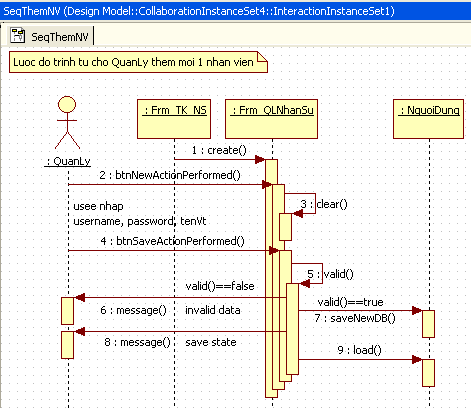 SeqThemNV (Design Model::CollaborationInstanceSet4::InteractionInstanceSet1)
SeqThemNV
Luoc do trinh tu cho QuanLy them moi 1 nhan vien
: Frm_TK_NS
: Frm_QLNhanSu
: NguoiDung
: QuanLy
1 : create()
2 : btnNewActionPerformed()
3 : clear()
usee nhap
username, password, tenVt
4 : btnSaveActionPerformed()
5 : valid()
valid()==false
valid()==true
6 : message() invalid data
7 : saveNewDB()
8 : message() save state
9 : load()